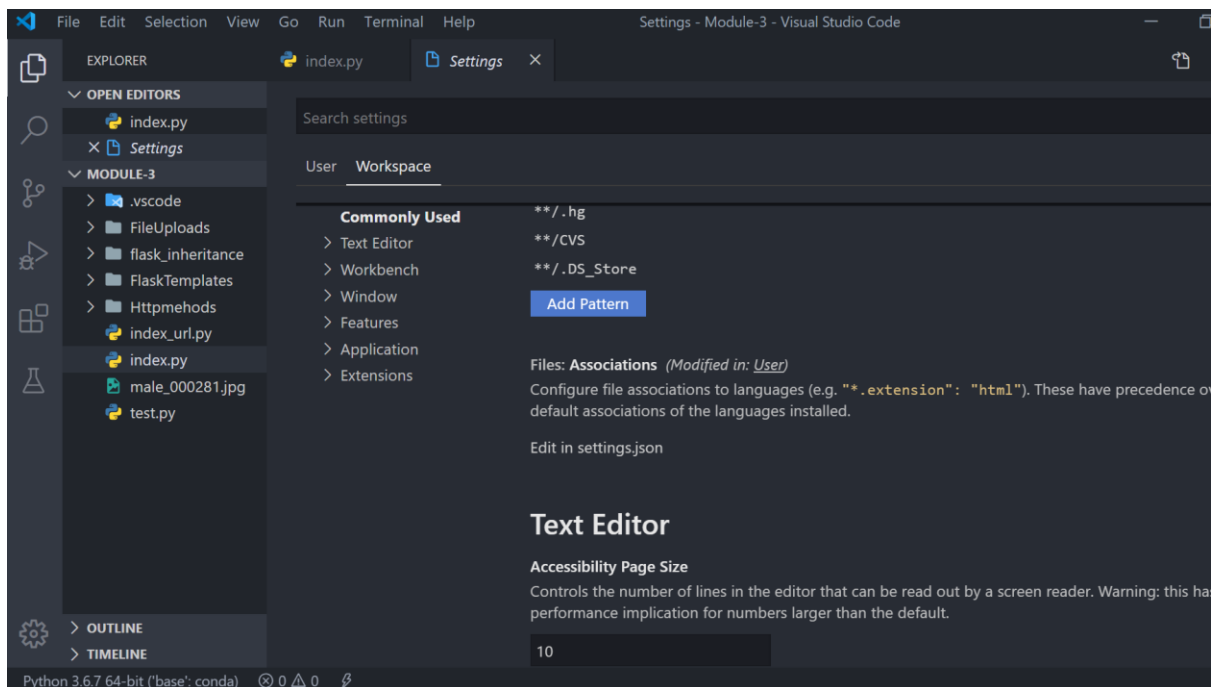 File Edit Selection View Go Run Terminal Help Settings - Module-3 - Visual Studio Code
EXPLORER
index.py Settings
OPEN EDITORS
index.py
Settings
MODULE-3
.vscode
FileUploads
flask_inheritance
FlaskTemplates
Httpmehods
index_url.py
index.py
male_000281.jpg
test.py
OUTLINE
TIMELINE
Search settings
User Workspace
Commonly Used
Text Editor
Workbench
Window
Features
Application
Extensions
**/.hg
**/CVS
**/.DS_Store
Add Pattern
Files: Associations (Modified in: User)
Configure file associations to languages (e.g. "*.extension": "html"). These have precedence ov
default associations of the languages installed.
Edit in settings.json
Text Editor
Accessibility Page Size
Controls the number of lines in the editor that can be read out by a screen reader. Warning: this ha
performance implication for numbers larger than the default.
10
Python 3.6.7 64-bit ('base': conda) 0 0